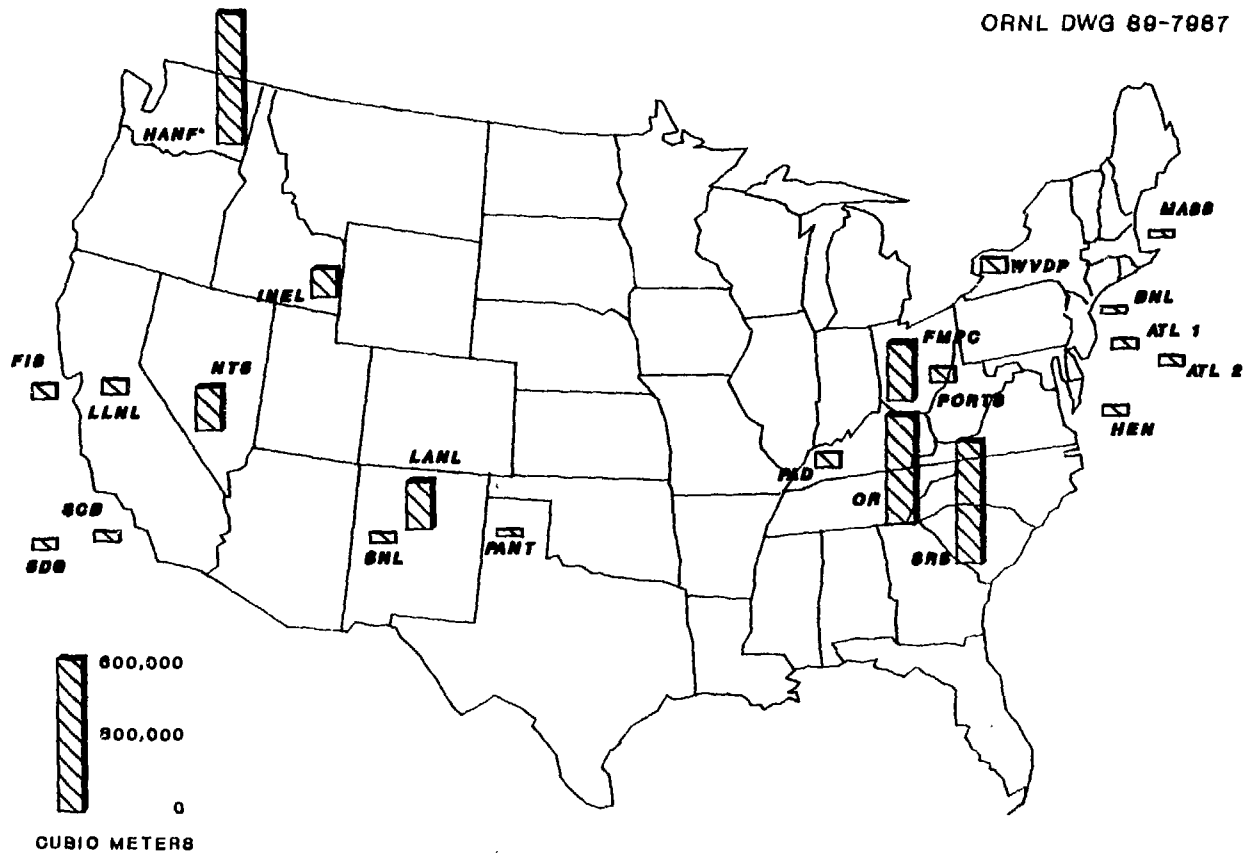 ORNL DWG 89-7987
HANF*
MASS
WVDP
INEL
BNL
FMPC
ATL 1
FIS
NTS
ATL 2
LLNL
PORTS
HEN
LANL
PAD
OR
SCB
SNL
PANT
SDG
SRS
600,000
300,000
0
CUBIC METERS